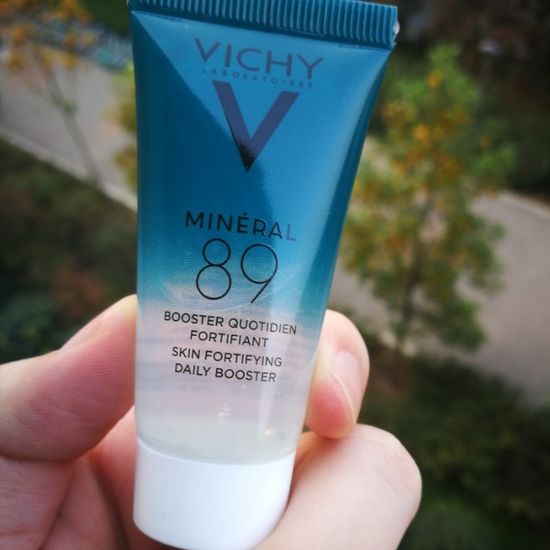 VICHY
LABORATOIRES
V
MINÉRAL
89
BOOSTER QUOTIDIEN
FORTIFIANT
SKIN FORTIFYING
DAILY BOOSTER